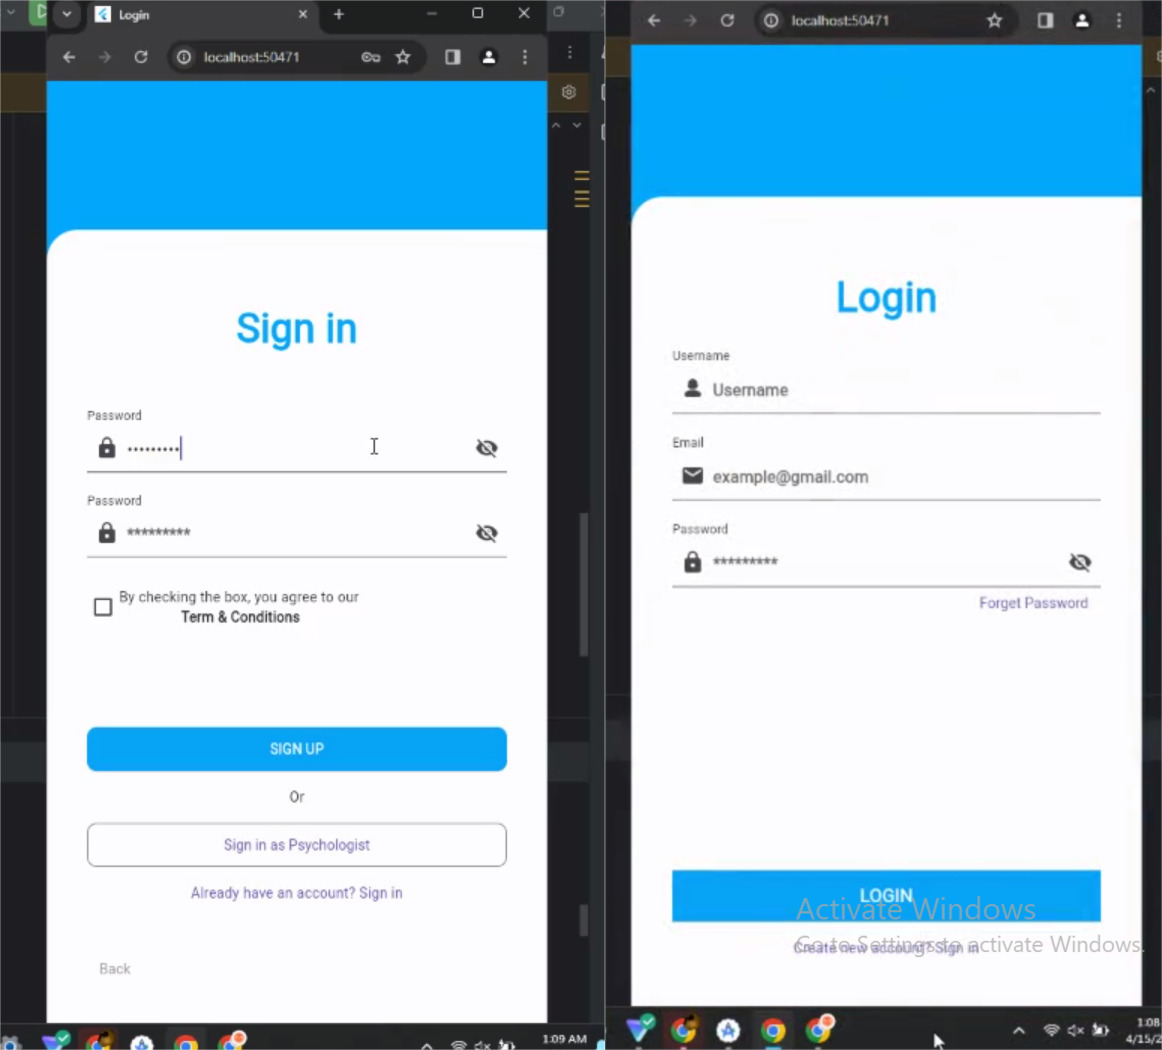 Login
localhost:50471
Sign in
Password
•••••••••
Password
*********
By checking the box, you agree to our
Term & Conditions
SIGN UP
Or
Sign in as Psychologist
Already have an account? Sign in
Back
1:09 AM
localhost:50471
Login
Username
Username
Email
example@gmail.com
Password
*********
Forget Password
LOGIN
Activate Windows
Go to Settings to activate Windows.
Create new account? Sign in
1:08
4/15/2